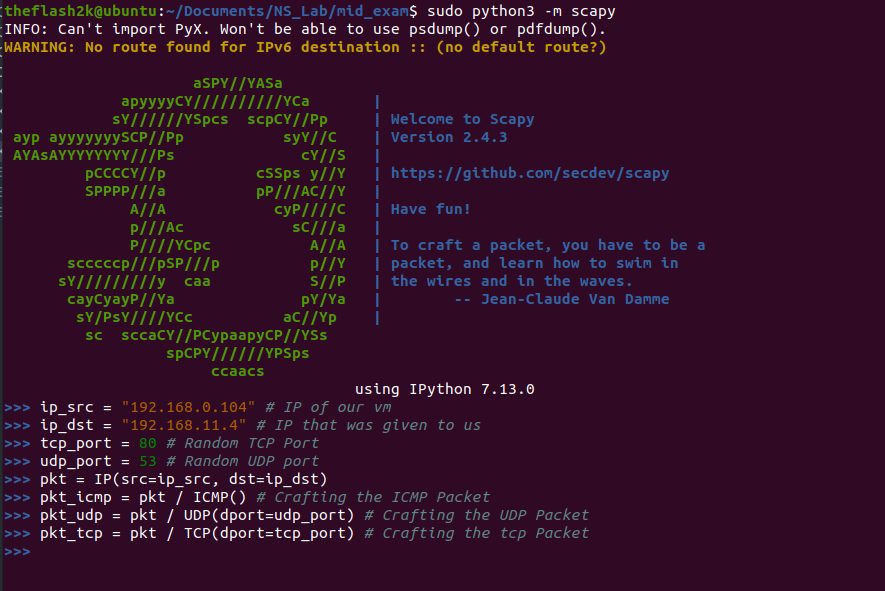 theflash2k@ubuntu:~/Documents/NS_Lab/mid_exam$ sudo python3 -m scapy
INFO: Can't import PyX. Won't be able to use psdump() or pdfdump().
WARNING: No route found for IPv6 destination :: (no default route?)

                     aSPY//YASa
             apyyyyCY//////////YCa       |
            sY//////YSpcs  scpCY//Pp     | Welcome to Scapy
 ayp ayyyyyyySCP//Pp           syY//C    | Version 2.4.3
 AYAsAYYYYYYYY///Ps              cY//S   |
         pCCCCY//p          cSSps y//Y   | https://github.com/secdev/scapy
         SPPPP///a          pP///AC//Y   |
              A//A            cyP////C   | Have fun!
              p///Ac            sC///a   |
              P////YCpc           A//A   | To craft a packet, you have to be a
       scccccp///pSP///p          p//Y   | packet, and learn how to swim in
      sY/////////y  caa           S//P   | the wires and in the waves.
       cayCyayP//Ya              pY/Ya   |        -- Jean-Claude Van Damme
        sY/PsY////YCc          aC//Yp    |
         sc  sccaCY//PCypaapyCP//YSs
                  spCPY//////YPSps
                       ccaacs
                                       using IPython 7.13.0
>>> ip_src = "192.168.0.104" # IP of our vm
>>> ip_dst = "192.168.11.4" # IP that was given to us
>>> tcp_port = 80 # Random TCP Port
>>> udp_port = 53 # Random UDP port
>>> pkt = IP(src=ip_src, dst=ip_dst)
>>> pkt_icmp = pkt / ICMP() # Crafting the ICMP Packet
>>> pkt_udp = pkt / UDP(dport=udp_port) # Crafting the UDP Packet
>>> pkt_tcp = pkt / TCP(dport=tcp_port) # Crafting the tcp Packet
>>>